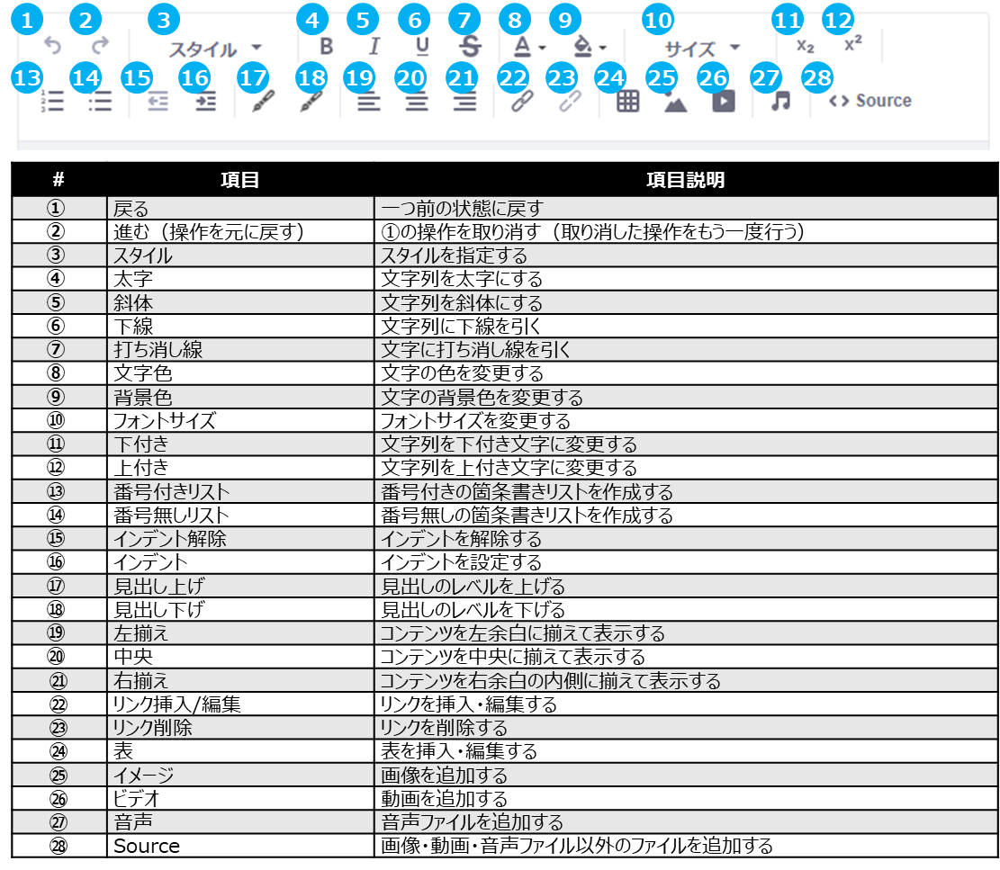 1 2 3 4 5 6 7 8 9 10 11 12
スタイル B I U S A サイズ x₂ x²
13 14 15 16 17 18 19 20 21 22 23 24 25 26 27 28
<> Source
# 項目 項目説明
① 戻る 一つ前の状態に戻す
② 進む（操作を元に戻す） ①の操作を取り消す（取り消した操作をもう一度行う）
③ スタイル スタイルを指定する
④ 太字 文字列を太字にする
⑤ 斜体 文字列を斜体にする
⑥ 下線 文字列に下線を引く
⑦ 打ち消し線 文字に打ち消し線を引く
⑧ 文字色 文字の色を変更する
⑨ 背景色 文字の背景色を変更する
⑩ フォントサイズ フォントサイズを変更する
⑪ 下付き 文字列を下付き文字に変更する
⑫ 上付き 文字列を上付き文字に変更する
⑬ 番号付きリスト 番号付きの箇条書きリストを作成する
⑭ 番号無しリスト 番号無しの箇条書きリストを作成する
⑮ インデント解除 インデントを解除する
⑯ インデント インデントを設定する
⑰ 見出し上げ 見出しのレベルを上げる
⑱ 見出し下げ 見出しのレベルを下げる
⑲ 左揃え コンテンツを左余白に揃えて表示する
⑳ 中央 コンテンツを中央に揃えて表示する
㉑ 右揃え コンテンツを右余白の内側に揃えて表示する
㉒ リンク挿入/編集 リンクを挿入・編集する
㉓ リンク削除 リンクを削除する
㉔ 表 表を挿入・編集する
㉕ イメージ 画像を追加する
㉖ ビデオ 動画を追加する
㉗ 音声 音声ファイルを追加する
㉘ Source 画像・動画・音声ファイル以外のファイルを追加する